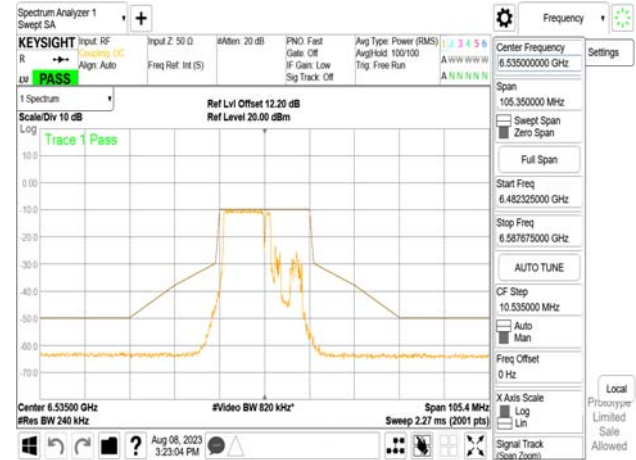 Spectrum Analyzer 1
Swept SA
Frequency
KEYSIGHT
R
LW
PASS
Input: RF
Coupling: DC
Align: Auto
Input Z: 50 Ω
Freq Ref: Int (S)
#Atten: 20 dB
PNO: Fast
Gate: Off
IF Gain: Low
Sig Track: Off
Avg Type: Power (RMS)
Avg|Hold: 100/100
Trig: Free Run
1 2 3 4 5 6
A W W W W W
A N N N N N
1 Spectrum
Scale/Div 10 dB
Log
Ref Lvl Offset 12.20 dB
Ref Level 20.00 dBm
Trace 1 Pass
10.0
0.00
-10.0
-20.0
-30.0
-40.0
-50.0
-60.0
-70.0
Center 6.53500 GHz
#Res BW 240 kHz
#Video BW 820 kHz*
Span 105.4 MHz
Sweep 2.27 ms (2001 pts)
Aug 08, 2023
3:23:04 PM
Center Frequency
6.535000000 GHz
Settings
Span
105.350000 MHz
Swept Span
Zero Span
Full Span
Start Freq
6.482325000 GHz
Stop Freq
6.587675000 GHz
AUTO TUNE
CF Step
10.535000 MHz
Auto
Man
Freq Offset
0 Hz
X Axis Scale
Log
Lin
Signal Track
(Span Zoom)
Local
Prototype
Limited
Sale
Allowed